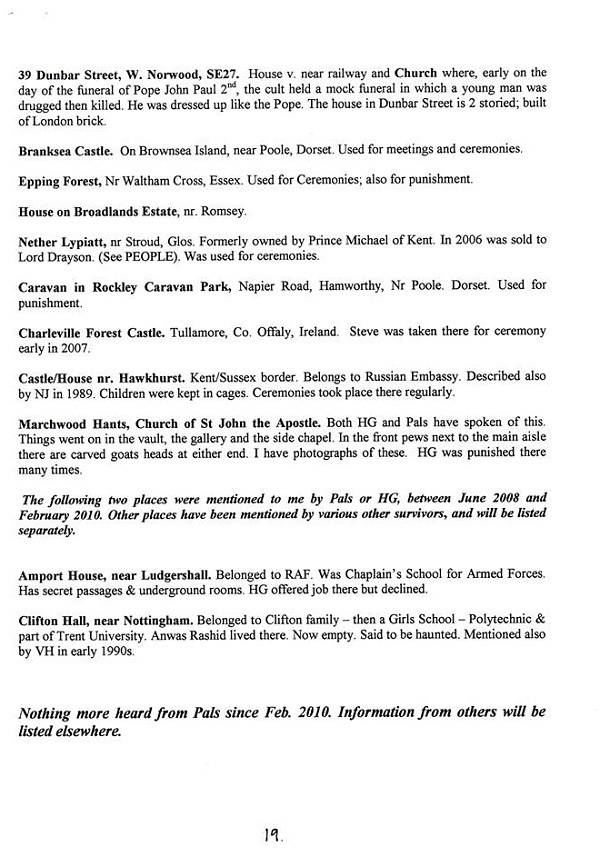 39 Dunbar Street, W. Norwood, SE27. House v. near railway and Church where, early on the
day of the funeral of Pope John Paul 2nd, the cult held a mock funeral in which a young man was
drugged then killed. He was dressed up like the Pope. The house in Dunbar Street is 2 storied; built
of London brick.
Branksea Castle. On Brownsea Island, near Poole, Dorset. Used for meetings and ceremonies.
Epping Forest, Nr Waltham Cross, Essex. Used for Ceremonies; also for punishment.
House on Broadlands Estate, nr. Romsey.
Nether Lypiatt, nr Stroud, Glos. Formerly owned by Prince Michael of Kent. In 2006 was sold to
Lord Drayson. (See PEOPLE). Was used for ceremonies.
Caravan in Rockley Caravan Park, Napier Road, Hamworthy, Nr Poole. Dorset. Used for
punishment.
Charleville Forest Castle. Tullamore, Co. Offaly, Ireland. Steve was taken there for ceremony
early in 2007.
Castle/House nr. Hawkhurst. Kent/Sussex border. Belongs to Russian Embassy. Described also
by NJ in 1989. Children were kept in cages. Ceremonies took place there regularly.
Marchwood Hants, Church of St John the Apostle. Both HG and Pals have spoken of this.
Things went on in the vault, the gallery and the side chapel. In the front pews next to the main aisle
there are carved goats heads at either end. I have photographs of these. HG was punished there
many times.
The following two places were mentioned to me by Pals or HG, between June 2008 and
February 2010. Other places have been mentioned by various other survivors, and will be listed
separately.
Amport House, near Ludgershall. Belonged to RAF. Was Chaplain's School for Armed Forces.
Has secret passages & underground rooms. HG offered job there but declined.
Clifton Hall, near Nottingham. Belonged to Clifton family – then a Girls School – Polytechnic &
part of Trent University. Anwas Rashid lived there. Now empty. Said to be haunted. Mentioned also
by VH in early 1990s.
Nothing more heard from Pals since Feb. 2010. Information from others will be
listed elsewhere.
19.